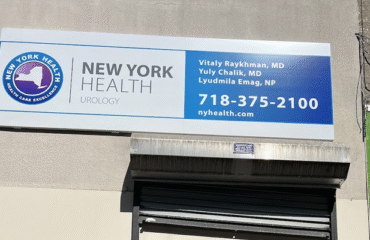 NEW YORK HEALTH
HEALTH CARE EXCELLENCE
NEW YORK
HEALTH
UROLOGY
Vitaly Raykhman, MD
Yuly Chalik, MD
Lyudmila Emag, NP
718-375-2100
nyhealth.com